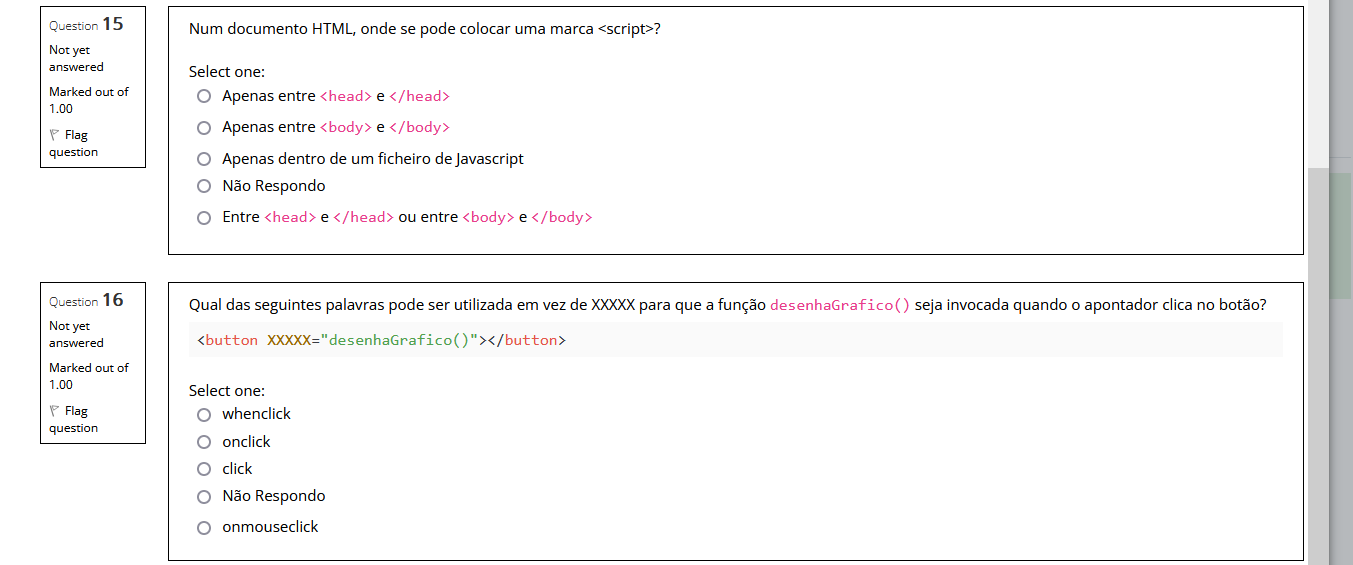 Question 15
Not yet
answered
Marked out of
1.00
Flag
question
Num documento HTML, onde se pode colocar uma marca <script>?
Select one:
Apenas entre <head> e </head>
Apenas entre <body> e </body>
Apenas dentro de um ficheiro de Javascript
Não Respondo
Entre <head> e </head> ou entre <body> e </body>
Question 16
Not yet
answered
Marked out of
1.00
Flag
question
Qual das seguintes palavras pode ser utilizada em vez de XXXXX para que a função desenhaGrafico() seja invocada quando o apontador clica no botão?
<button XXXXX="desenhaGrafico()"></button>
Select one:
whenclick
onclick
click
Não Respondo
onmouseclick